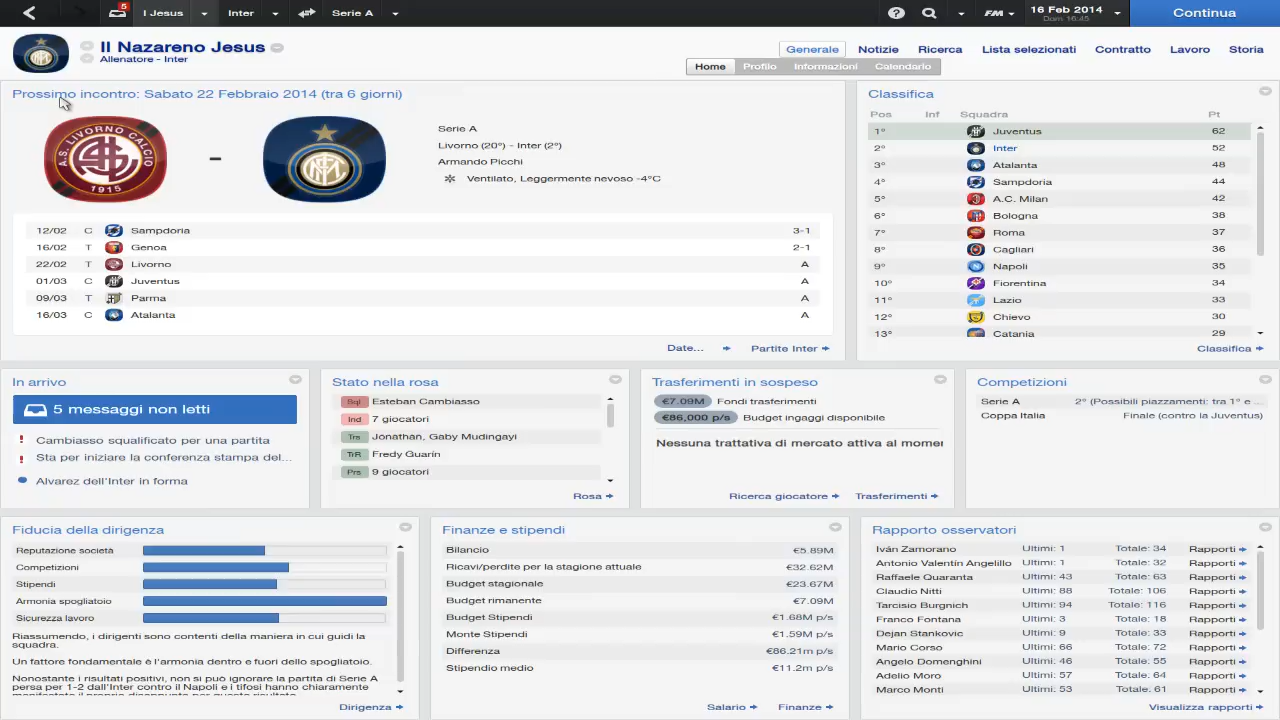 5 I Jesus Inter Serie A ? FM 16 Feb 2014 Dom 16:45 Continua
Il Nazareno Jesus
Allenatore - Inter
Generale Notizie Ricerca Lista selezionati Contratto Lavoro Storia
Home Profilo Informazioni Calendario
Prossimo incontro: Sabato 22 Febbraio 2014 (tra 6 giorni)
A.S. LIVORNO CALCIO
1915
-
Serie A
Livorno (20°) - Inter (2°)
Armando Picchi
Ventilato, Leggermente nevoso -4°C
12/02 C Sampdoria 3-1
16/02 T Genoa 2-1
22/02 T Livorno A
01/03 C Juventus A
09/03 T Parma A
16/03 C Atalanta A
Date... Partite Inter
Classifica
Pos Inf Squadra Pt
1° Juventus 62
2° Inter 52
3° Atalanta 48
4° Sampdoria 44
5° A.C. Milan 42
6° Bologna 38
7° Roma 37
8° Cagliari 36
9° Napoli 35
10° Fiorentina 34
11° Lazio 33
12° Chievo 30
13° Catania 29
Classifica
In arrivo
5 messaggi non letti
Cambiasso squalificato per una partita
Sta per iniziare la conferenza stampa del...
Alvarez dell'Inter in forma
Stato nella rosa
Sql Esteban Cambiasso
Ind 7 giocatori
Trs Jonathan, Gaby Mudingayi
TrR Fredy Guarín
Prs 9 giocatori
Rosa
Trasferimenti in sospeso
€7.09M Fondi trasferimenti
€86,000 p/s Budget ingaggi disponibile
Nessuna trattativa di mercato attiva al momer
Ricerca giocatore Trasferimenti
Competizioni
Serie A 2° (Possibili piazzamenti: tra 1° e ...
Coppa Italia Finale (contro la Juventus)
Fiducia della dirigenza
Reputazione società
Competizioni
Stipendi
Armonia spogliatoio
Sicurezza lavoro
Riassumendo, i dirigenti sono contenti della maniera in cui guidi la
squadra.
Un fattore fondamentale è l'armonia dentro e fuori dello spogliatoio.
Nonostante i risultati positivi, non si può ignorare la partita di Serie A
persa per 1-2 dall'Inter contro il Napoli e i tifosi hanno chiaramente
manifestato il proprio disappunto per questo risultato
Dirigenza
Finanze e stipendi
Bilancio €5.89M
Ricavi/perdite per la stagione attuale €32.62M
Budget stagionale €23.67M
Budget rimanente €7.09M
Budget Stipendi €1.68M p/s
Monte Stipendi €1.59M p/s
Differenza €86.21m p/s
Stipendio medio €11.2m p/s
Salario Finanze
Rapporto osservatori
Iván Zamorano Ultimi: 1 Totale: 34 Rapporti
Antonio Valentín Angelillo Ultimi: 1 Totale: 32 Rapporti
Raffaele Quaranta Ultimi: 43 Totale: 63 Rapporti
Claudio Nitti Ultimi: 88 Totale: 106 Rapporti
Tarcisio Burgnich Ultimi: 94 Totale: 116 Rapporti
Franco Fontana Ultimi: 3 Totale: 18 Rapporti
Dejan Stankovic Ultimi: 9 Totale: 33 Rapporti
Mario Corso Ultimi: 66 Totale: 72 Rapporti
Angelo Domenghini Ultimi: 46 Totale: 55 Rapporti
Adelio Moro Ultimi: 57 Totale: 64 Rapporti
Marco Monti Ultimi: 53 Totale: 61 Rapporti
Visualizza rapporti